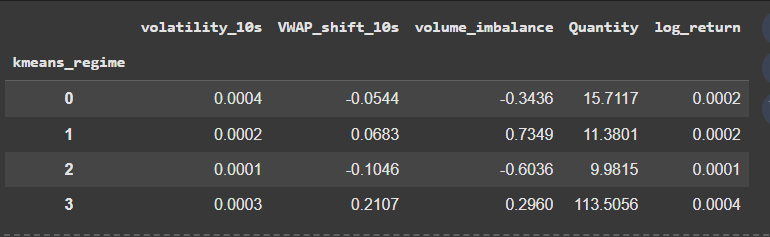 volatility_10s VWAP_shift_10s volume_imbalance Quantity log_return
kmeans_regime
0 0.0004 -0.0544 -0.3436 15.7117 0.0002
1 0.0002 0.0683 0.7349 11.3801 0.0002
2 0.0001 -0.1046 -0.6036 9.9815 0.0001
3 0.0003 0.2107 0.2960 113.5056 0.0004